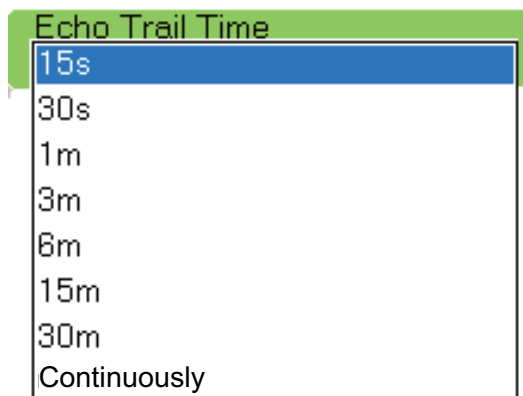 Echo Trail Time
15s
30s
1m
3m
6m
15m
30m
Continuously